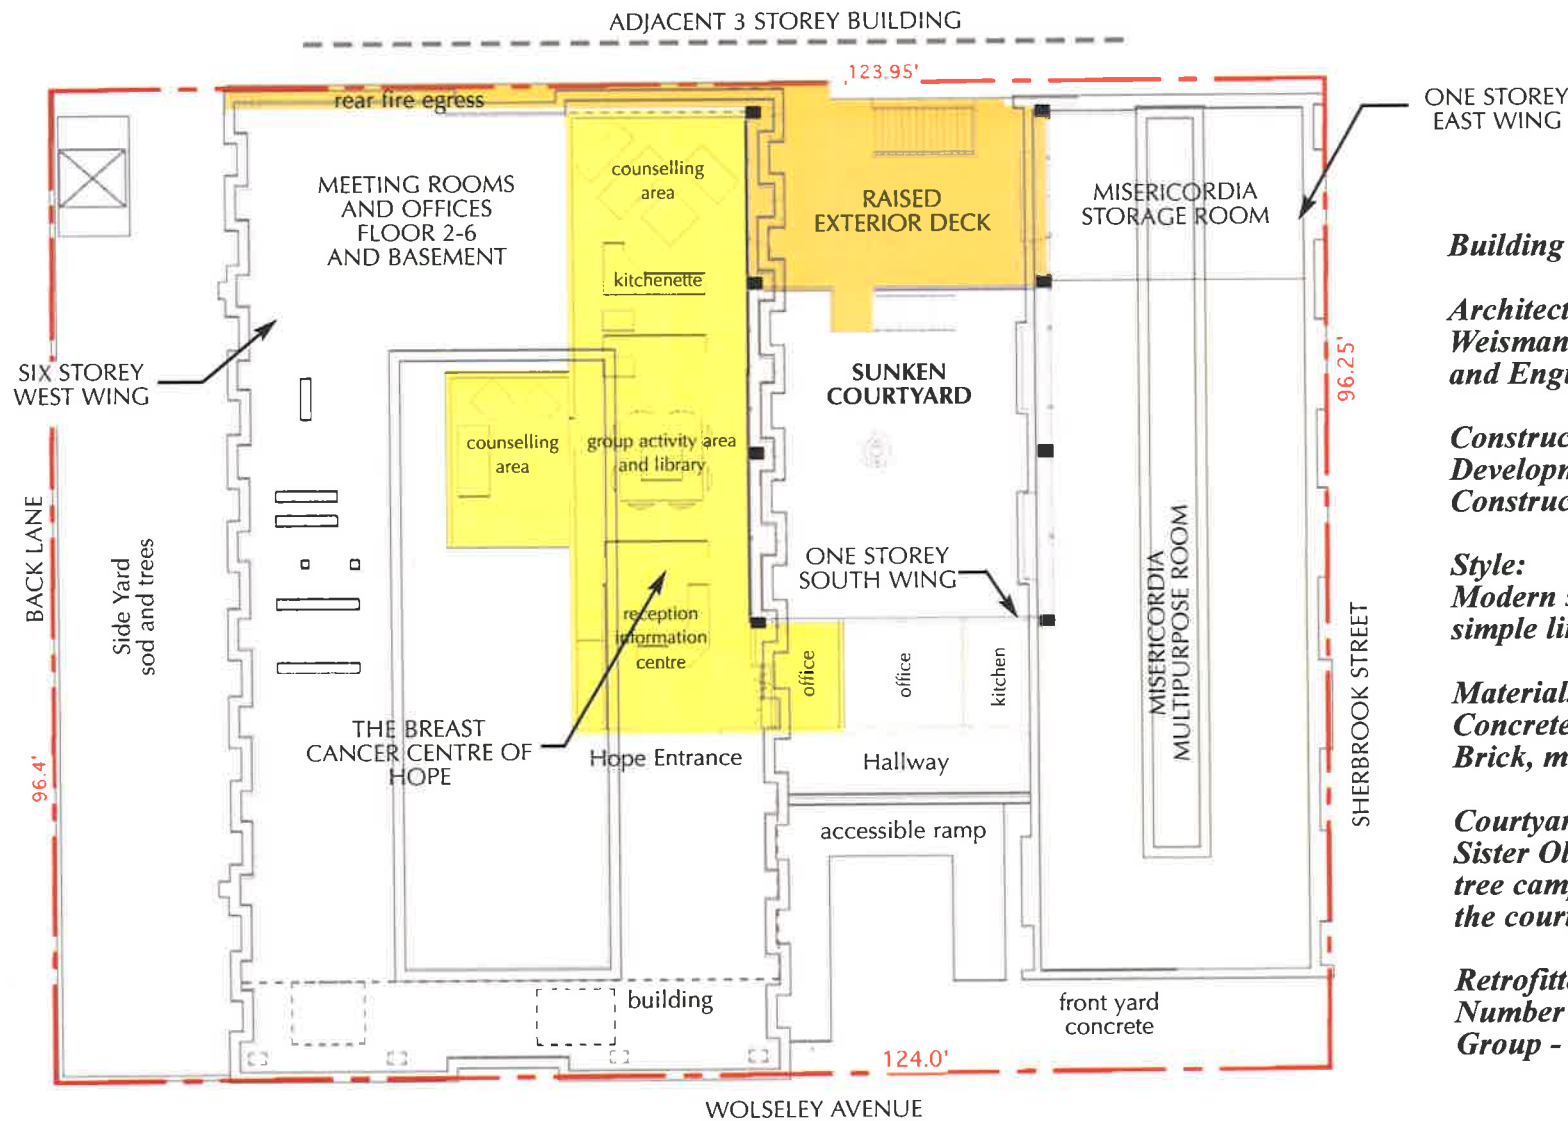 ADJACENT 3 STOREY BUILDING
123.95'
rear fire egress
ONE STOREY
EAST WING
counselling
area
MEETING ROOMS
AND OFFICES
FLOOR 2-6
AND BASEMENT
RAISED
EXTERIOR DECK
MISERICORDIA
STORAGE ROOM
kitchenette
SIX STOREY
WEST WING
SUNKEN
COURTYARD
96.25'
counselling
area
group activity area
and library
BACK LANE
Side Yard
sod and trees
ONE STOREY
SOUTH WING
MISERICORDIA
MULTIPURPOSE ROOM
SHERBROOK STREET
reception
information
centre
office
office
kitchen
THE BREAST
CANCER CENTRE OF
HOPE
Hope Entrance
Hallway
96.4'
accessible ramp
building
front yard
concrete
124.0'
WOLSELEY AVENUE
Building
Architect
Weisman
and Engi
Construc
Developm
Construc
Style:
Modern s
simple li
Materials
Concrete
Brick, m
Courtyar
Sister Ol
tree cam
the cour
Retrofitte
Number
Group -